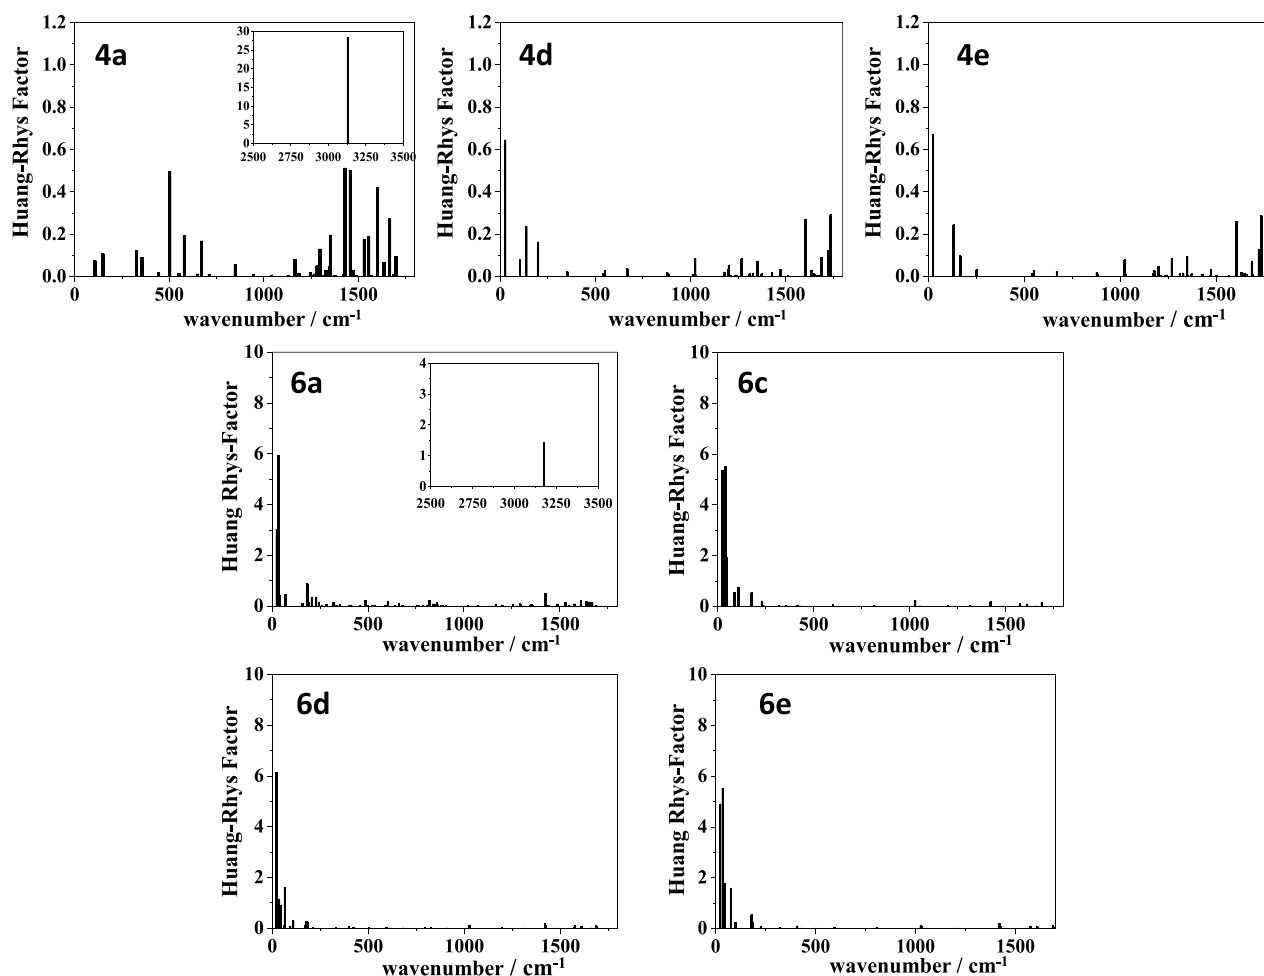 4a
Huang-Rhys Factor
1.2
1.0
0.8
0.6
0.4
0.2
0.0
0 500 1000 1500
wavenumber / cm⁻¹
30
25
20
15
10
5
0
2500 2750 3000 3250 3500
4d
Huang-Rhys Factor
1.2
1.0
0.8
0.6
0.4
0.2
0.0
0 500 1000 1500
wavenumber / cm⁻¹
4e
Huang-Rhys Factor
1.2
1.0
0.8
0.6
0.4
0.2
0.0
0 500 1000 1500
wavenumber / cm⁻¹
6a
Huang Rhys-Factor
10
8
6
4
2
0
0 500 1000 1500
wavenumber / cm⁻¹
4
3
2
1
0
2500 2750 3000 3250 3500
6c
Huang-Rhys Factor
10
8
6
4
2
0
0 500 1000 1500
wavenumber / cm⁻¹
6d
Huang-Rhys Factor
10
8
6
4
2
0
0 500 1000 1500
wavenumber / cm⁻¹
6e
Huang Rhys-Factor
10
8
6
4
2
0
0 500 1000 1500
wavenumber / cm⁻¹